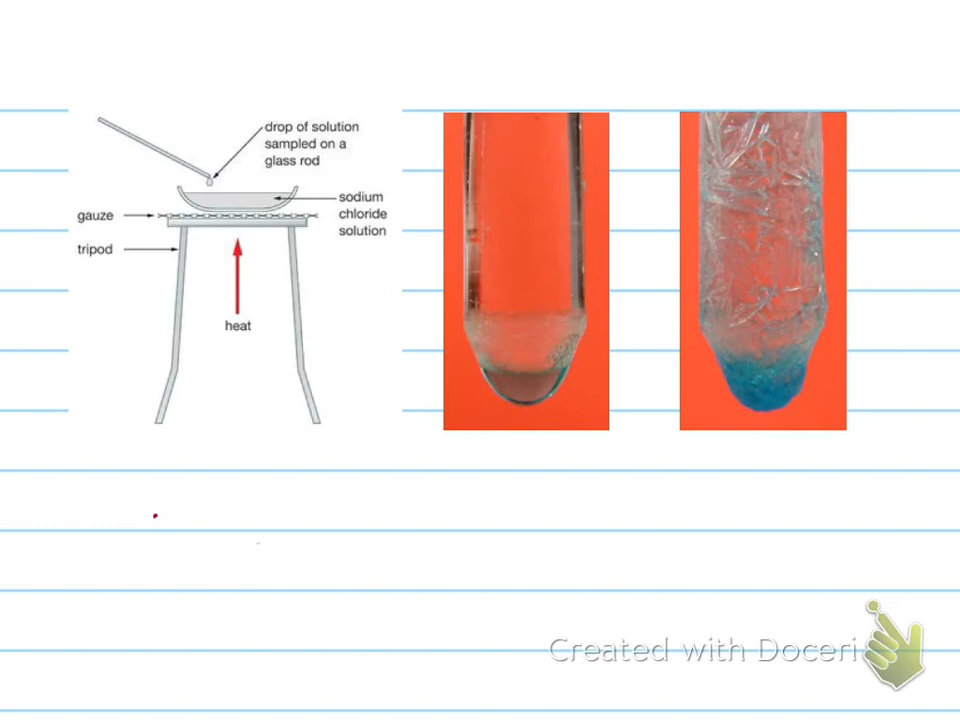 drop of solution
sampled on a
glass rod
sodium
chloride
solution
gauze
tripod
heat
Created with Doceri